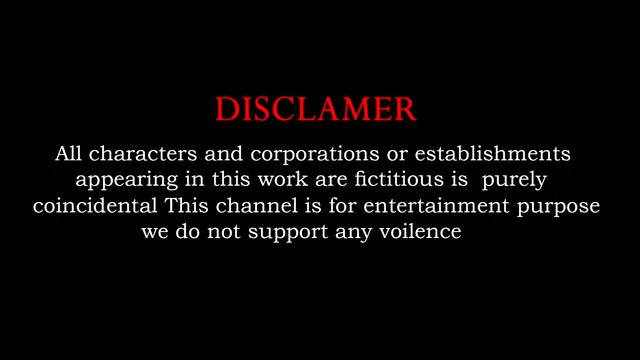 DISCLAMER
All characters and corporations or establishments
appearing in this work are fictitious is  purely
coincidental This channel is for entertainment purpose
we do not support any voilence